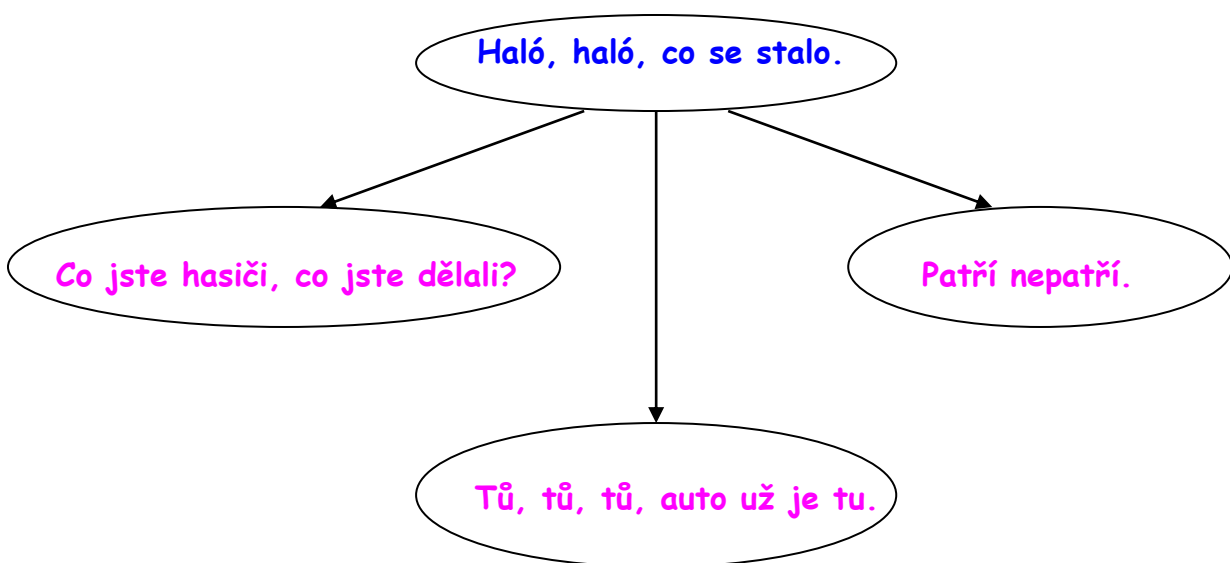 Haló, haló, co se stalo.
Co jste hasiči, co jste dělali?
Patří nepatří.
Tů, tů, tů, auto už je tu.